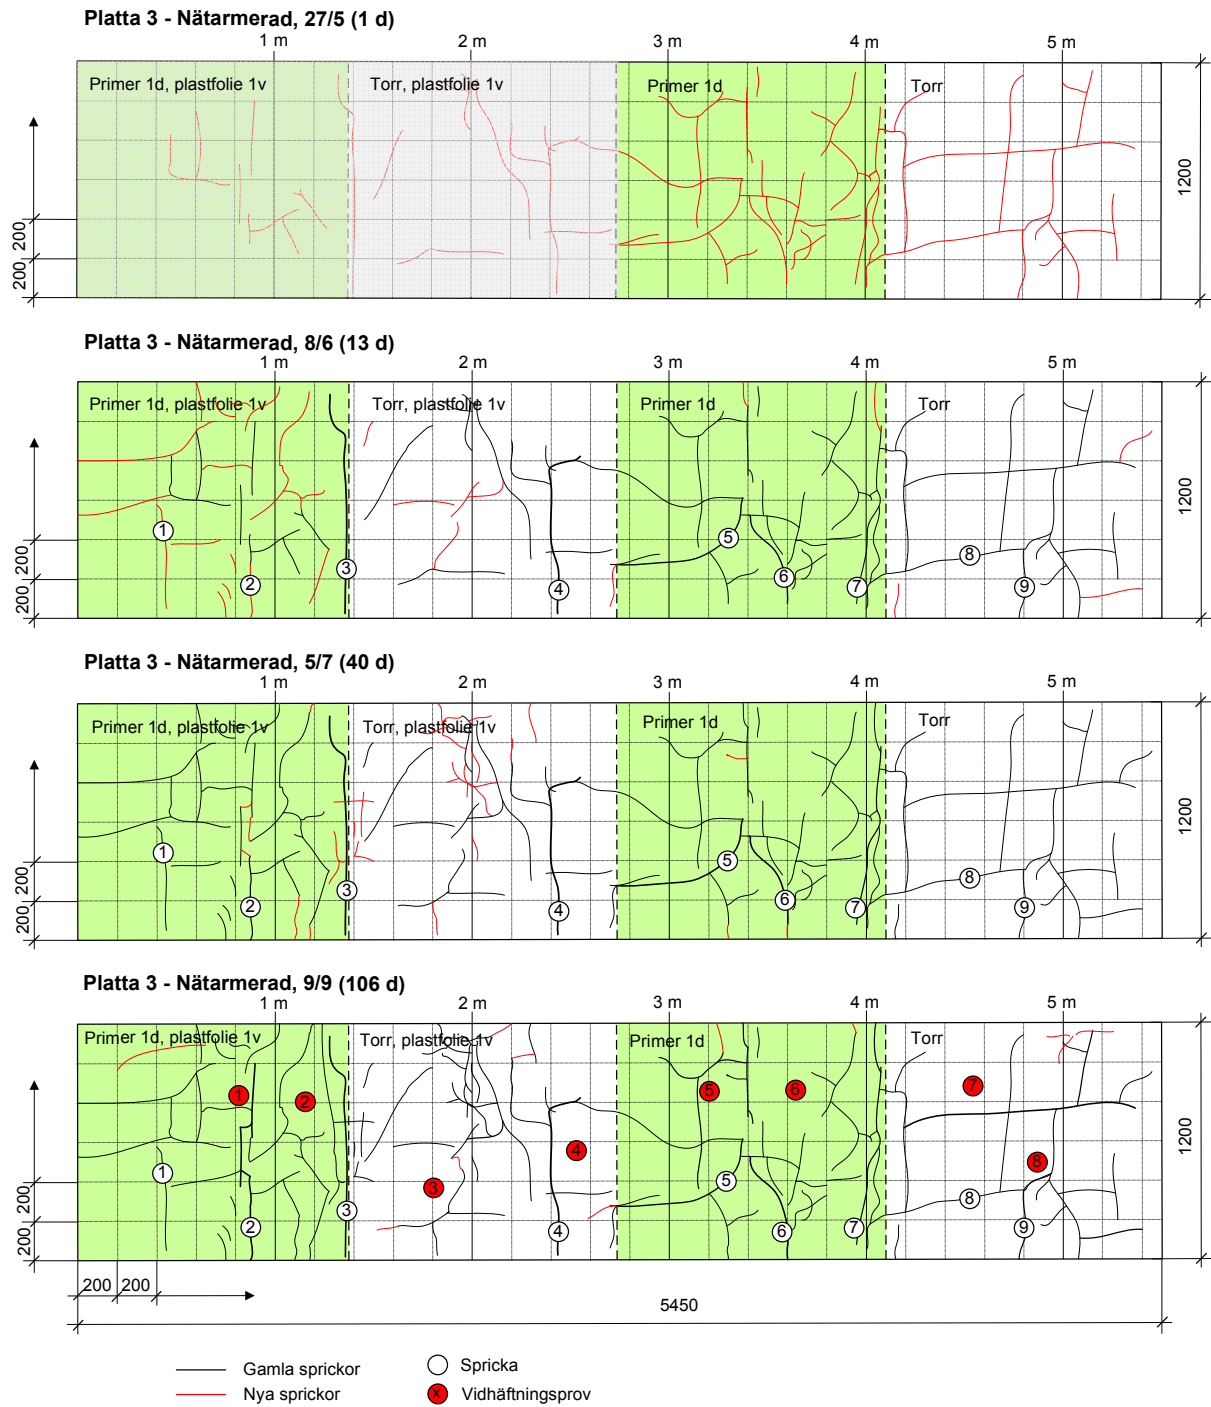 Platta 3 - Nätarmerad, 27/5 (1 d)
1 m 2 m 3 m 4 m 5 m
Primer 1d, plastfolie 1v Torr, plastfolie 1v Primer 1d Torr
200 200 1200
Platta 3 - Nätarmerad, 8/6 (13 d)
1 m 2 m 3 m 4 m 5 m
Primer 1d, plastfolie 1v Torr, plastfolie 1v Primer 1d Torr
1 2 3 4 5 6 7 8 9
200 200 1200
Platta 3 - Nätarmerad, 5/7 (40 d)
1 m 2 m 3 m 4 m 5 m
Primer 1d, plastfolie 1v Torr, plastfolie 1v Primer 1d Torr
1 2 3 4 5 6 7 8 9
200 200 1200
Platta 3 - Nätarmerad, 9/9 (106 d)
1 m 2 m 3 m 4 m 5 m
Primer 1d, plastfolie 1v Torr, plastfolie 1v Primer 1d Torr
1 2 3 4 5 6 7 8
1 2 3 4 5 6 7 8 9
200 200 1200
200 200
5450
Gamla sprickor Spricka
Nya sprickor x Vidhäftningsprov